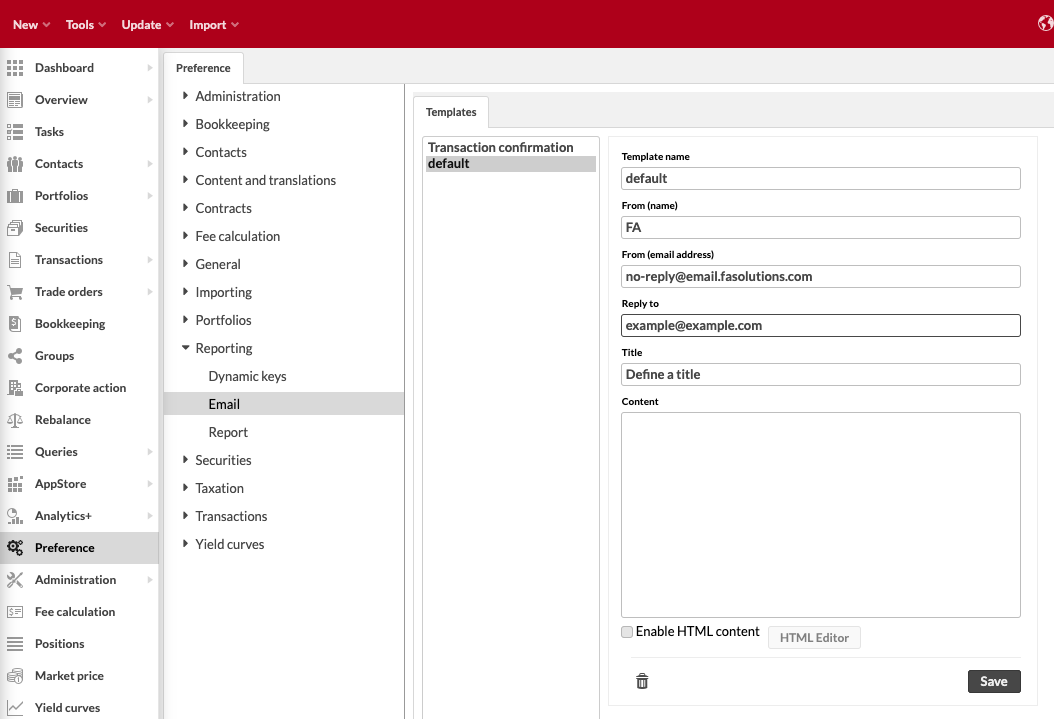 New
Tools
Update
Import
Dashboard
Overview
Tasks
Contacts
Portfolios
Securities
Transactions
Trade orders
Bookkeeping
Groups
Corporate action
Rebalance
Queries
AppStore
Analytics+
Preference
Administration
Fee calculation
Positions
Market price
Yield curves
Preference
Administration
Bookkeeping
Contacts
Content and translations
Contracts
Fee calculation
General
Importing
Portfolios
Reporting
Dynamic keys
Email
Report
Securities
Taxation
Transactions
Yield curves
Templates
Transaction confirmation
default
Template name
default
From (name)
FA
From (email address)
no-reply@email.fasolutions.com
Reply to
example@example.com
Title
Define a title
Content
Enable HTML content
HTML Editor
Save